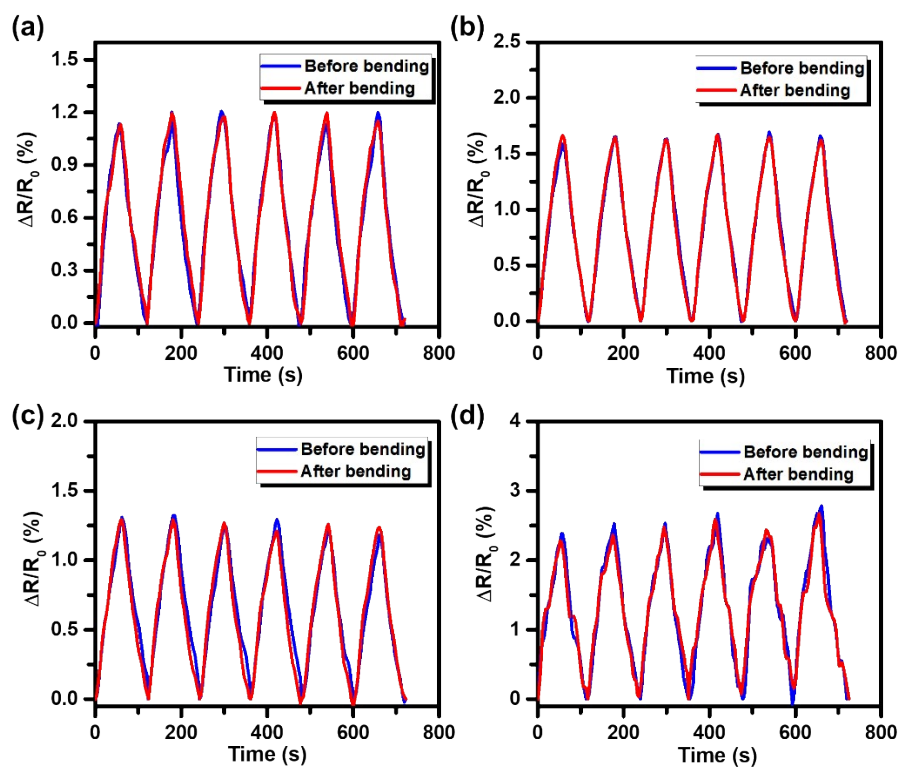 (a)
ΔR/R0 (%)
1.5
1.2
0.9
0.6
0.3
0.0
Before bending
After bending
0 200 400 600 800
Time (s)
(b)
ΔR/R0 (%)
2.5
2.0
1.5
1.0
0.5
0.0
Before bending
After bending
0 200 400 600 800
Time (s)
(c)
ΔR/R0 (%)
2.0
1.5
1.0
0.5
0.0
Before bending
After bending
0 200 400 600 800
Time (s)
(d)
ΔR/R0 (%)
4
3
2
1
0
Before bending
After bending
0 200 400 600 800
Time (s)